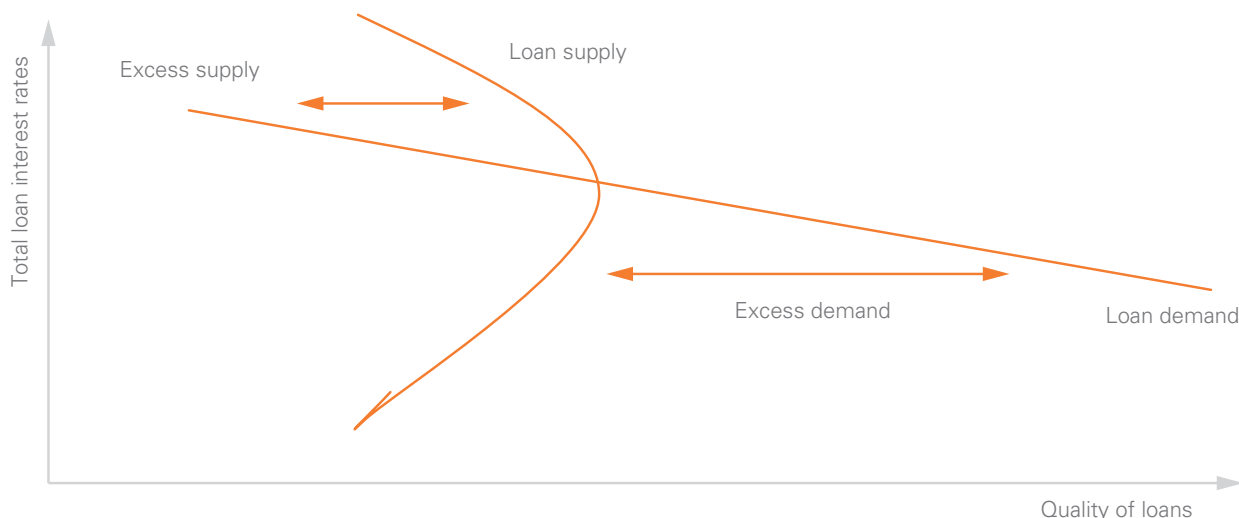 Loan supply
Excess supply
Total loan interest rates
Excess demand
Loan demand
Quality of loans